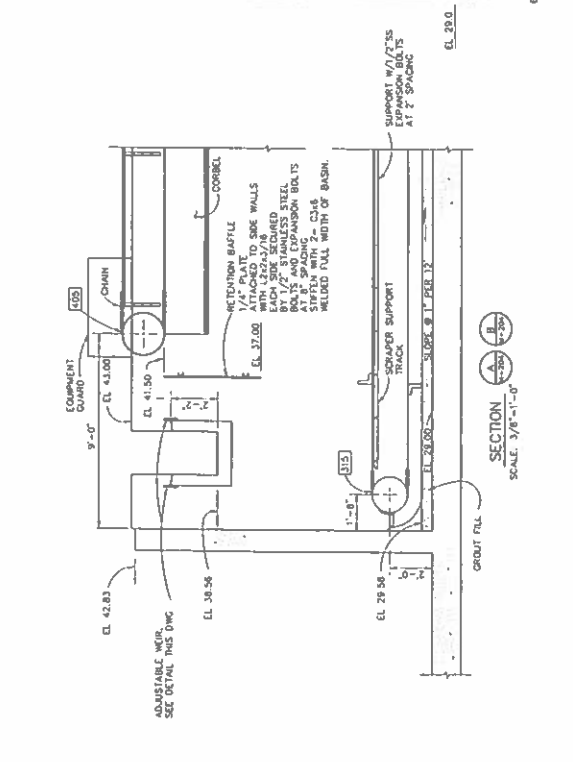 EQUIPMENT
GUARD
405
CHAIN
CORBEL
9'-0"
EL 43.00
EL 41.50
2'-2"
EL 42.83
ADJUSTABLE WEIR,
SEE DETAIL THIS DWG
EL 38.56
RETENTION BAFFLE
1/4" PLATE
ATTACHED TO SIDE WALLS
WITH L2x2x3/16
EACH SIDE SECURED
BY 1/2" STAINLESS STEEL
BOLTS AND EXPANSION BOLTS
AT 8" SPACING
STIFFEN WITH 2- C3x6
WELDED FULL WIDTH OF BASIN.
EL 37.00
SUPPORT W/1/2"SS
EXPANSION BOLTS
AT 2' SPACING
EL 29.0
315
1'-8"
SCRAPER SUPPORT
TRACK
EL 29.58
2'-0"
EL 29.00
SLOPE @ 1" PER 12'
GROUT FILL
SECTION
SCALE: 3/8"=1'-0"
A
B